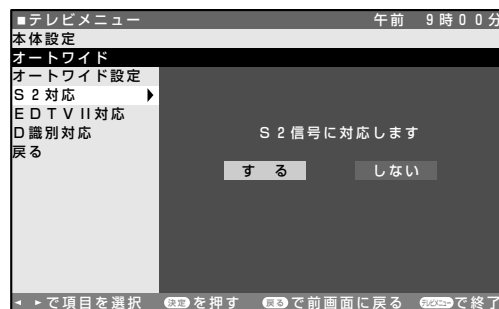 ■テレビメニュー 午前 9時00分
本体設定
オートワイド
オートワイド設定
S2対応
EDTVⅡ対応
D識別対応
戻る
S2信号に対応します
する しない
で項目を選択 決定を押す 戻るで前画面に戻る テレビメニューで終了